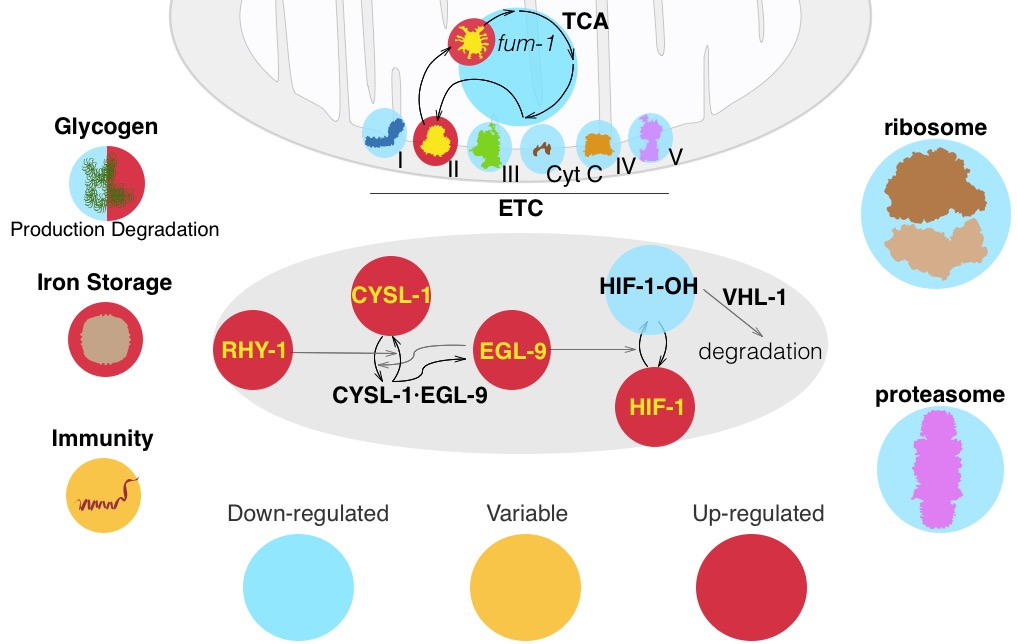 TCA
fum-1
I
II
III
Cyt C
IV
V
ETC
Glycogen
Production Degradation
ribosome
Iron Storage
CYSL-1
HIF-1-OH
VHL-1
RHY-1
EGL-9
degradation
CYSL-1·EGL-9
HIF-1
proteasome
Immunity
Down-regulated
Variable
Up-regulated